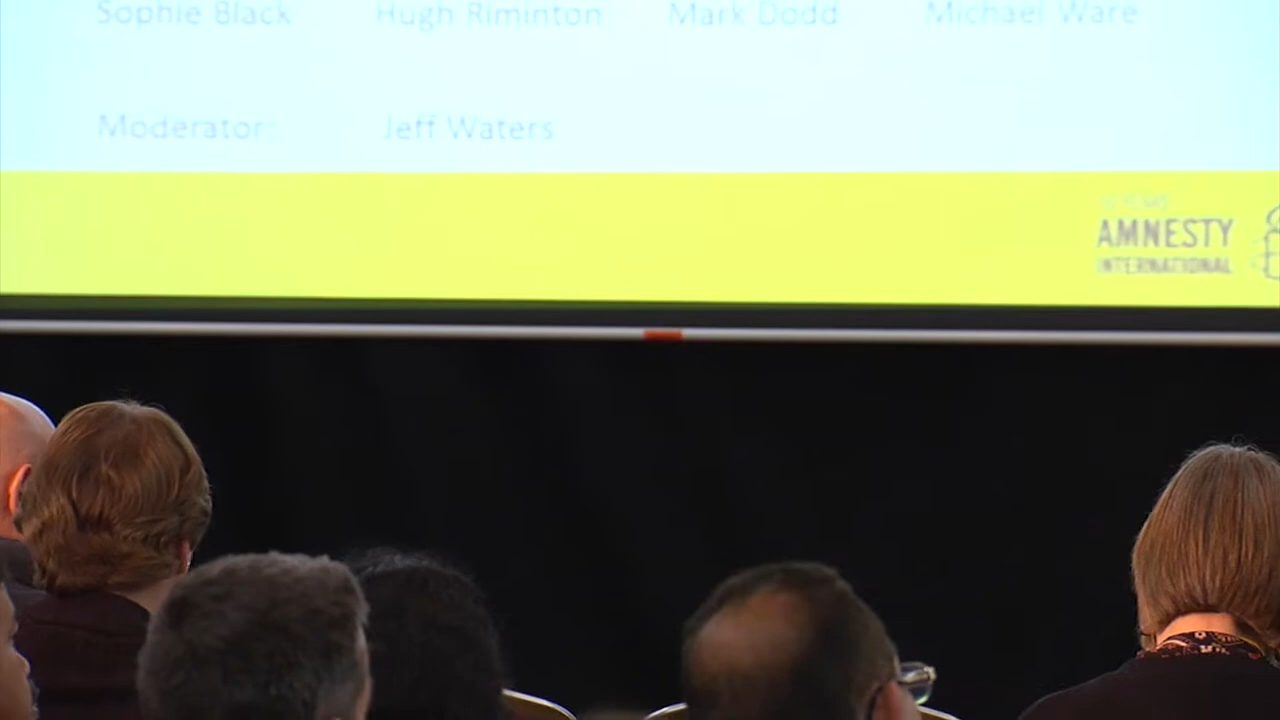 Sophie Black Hugh Riminton Mark Dodd Michael Ware
Moderator: Jeff Waters
AMNESTY
INTERNATIONAL